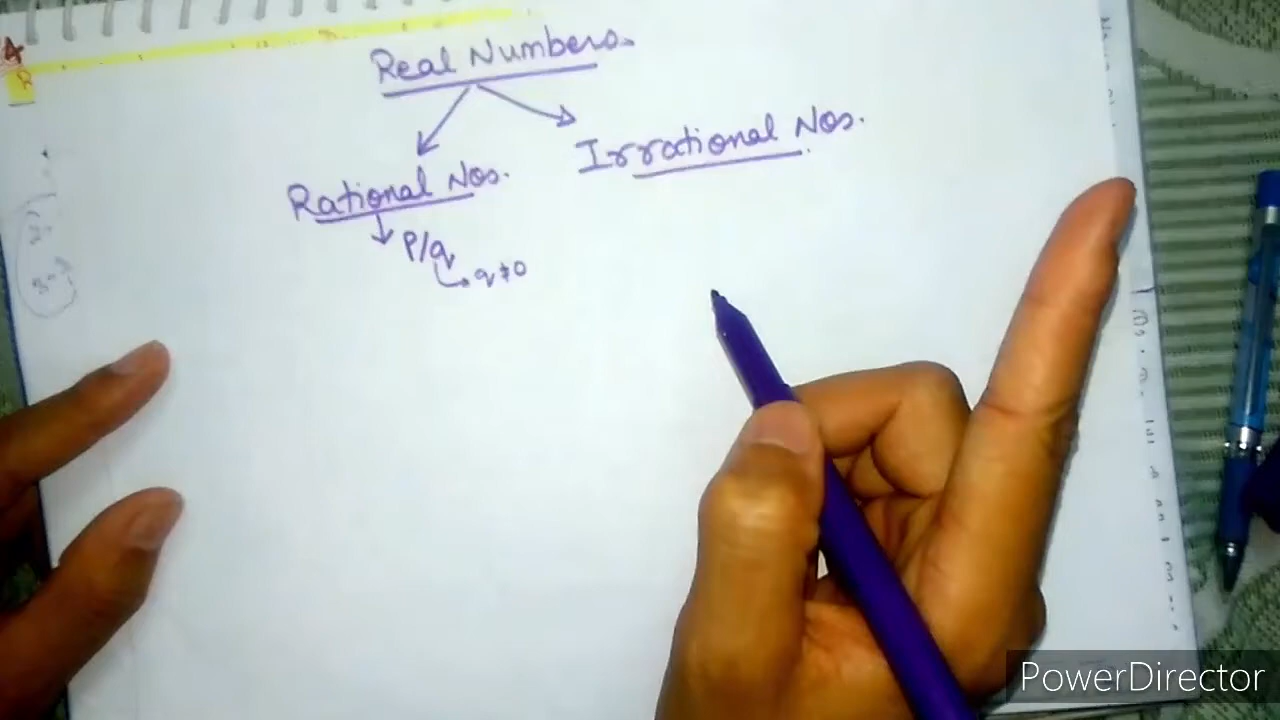 Real Numbers.
Irrational Nos.
Rational Nos.
P/q
q≠0
PowerDirector